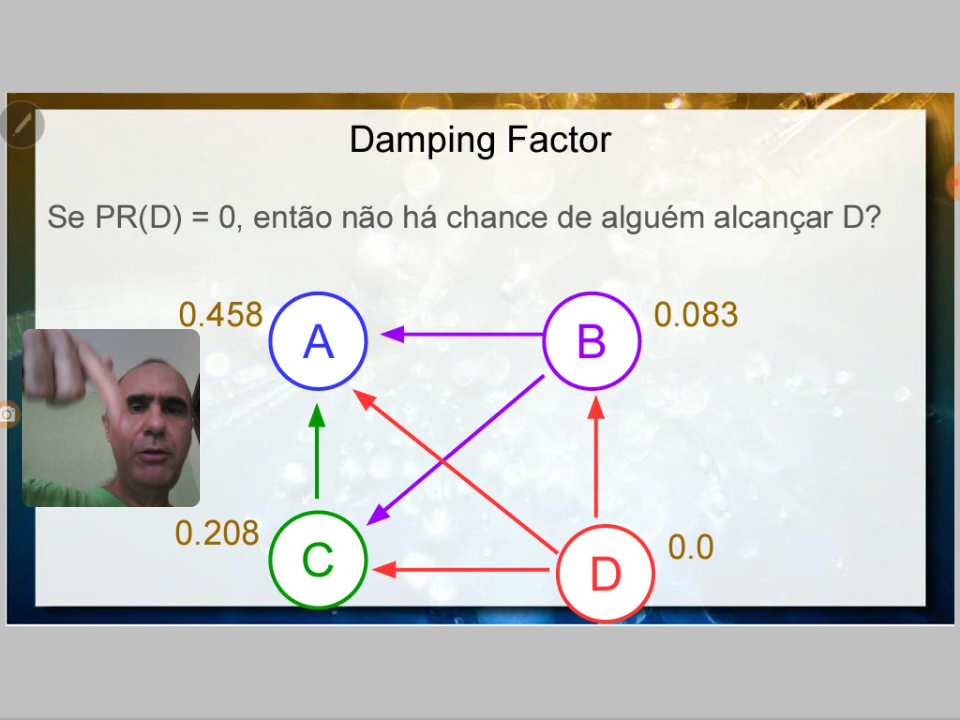 Damping Factor
Se PR(D) = 0, então não há chance de alguém alcançar D?
0.458
A
B
0.083
0.208
C
D
0.0